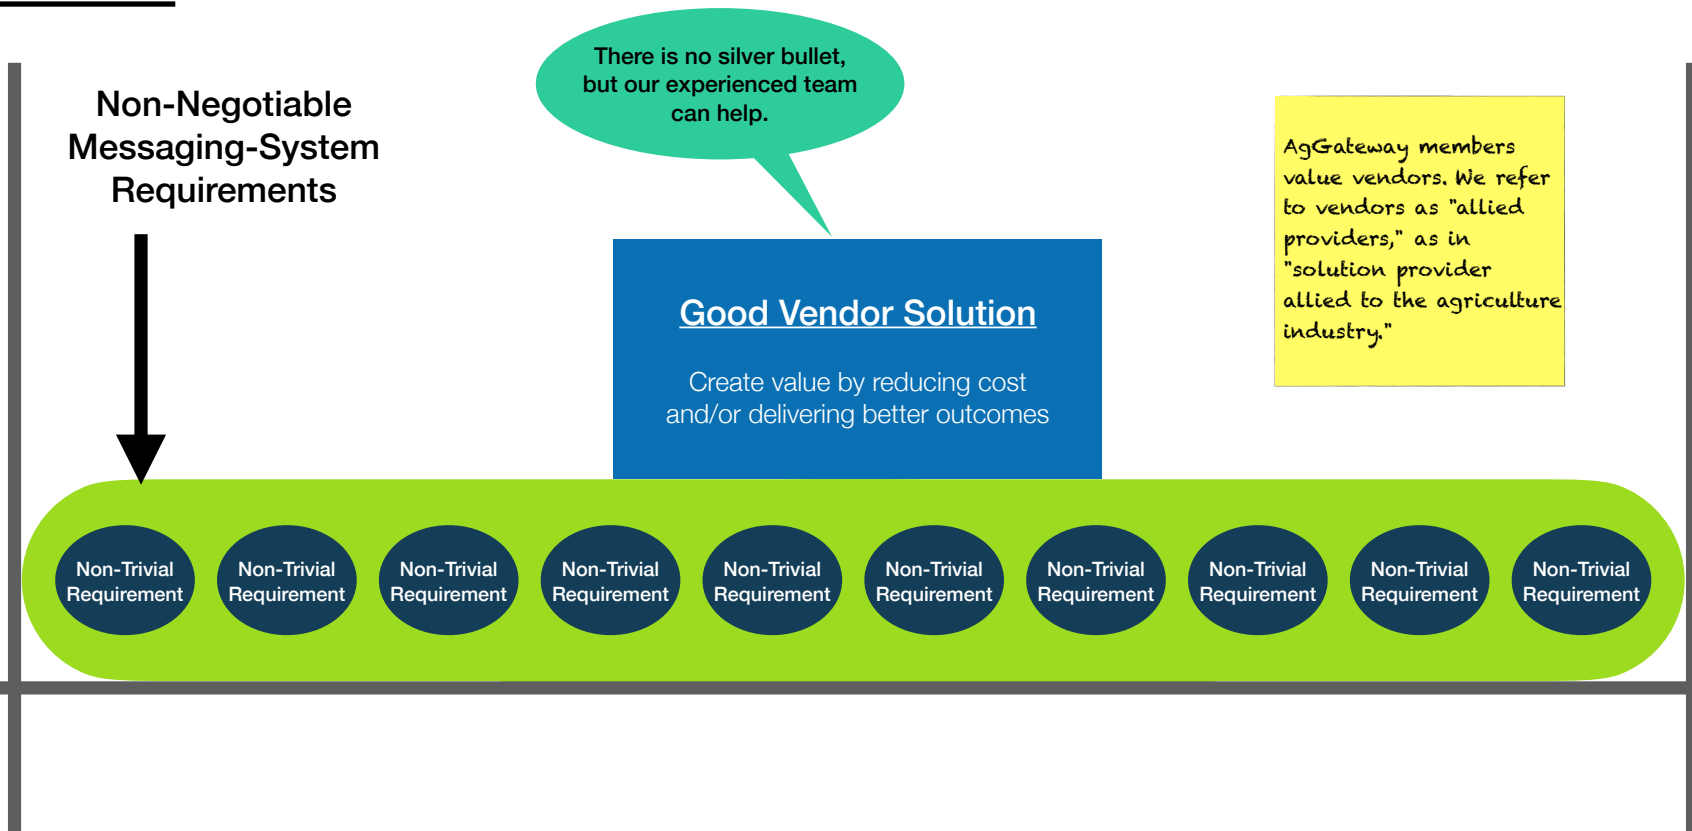 There is no silver bullet,
but our experienced team
can help.
Non-Negotiable
Messaging-System
Requirements
AgGateway members
value vendors. We refer
to vendors as "allied
providers," as in
"solution provider
allied to the agriculture
industry."
Good Vendor Solution
Create value by reducing cost
and/or delivering better outcomes
Non-Trivial
Requirement
Non-Trivial
Requirement
Non-Trivial
Requirement
Non-Trivial
Requirement
Non-Trivial
Requirement
Non-Trivial
Requirement
Non-Trivial
Requirement
Non-Trivial
Requirement
Non-Trivial
Requirement
Non-Trivial
Requirement